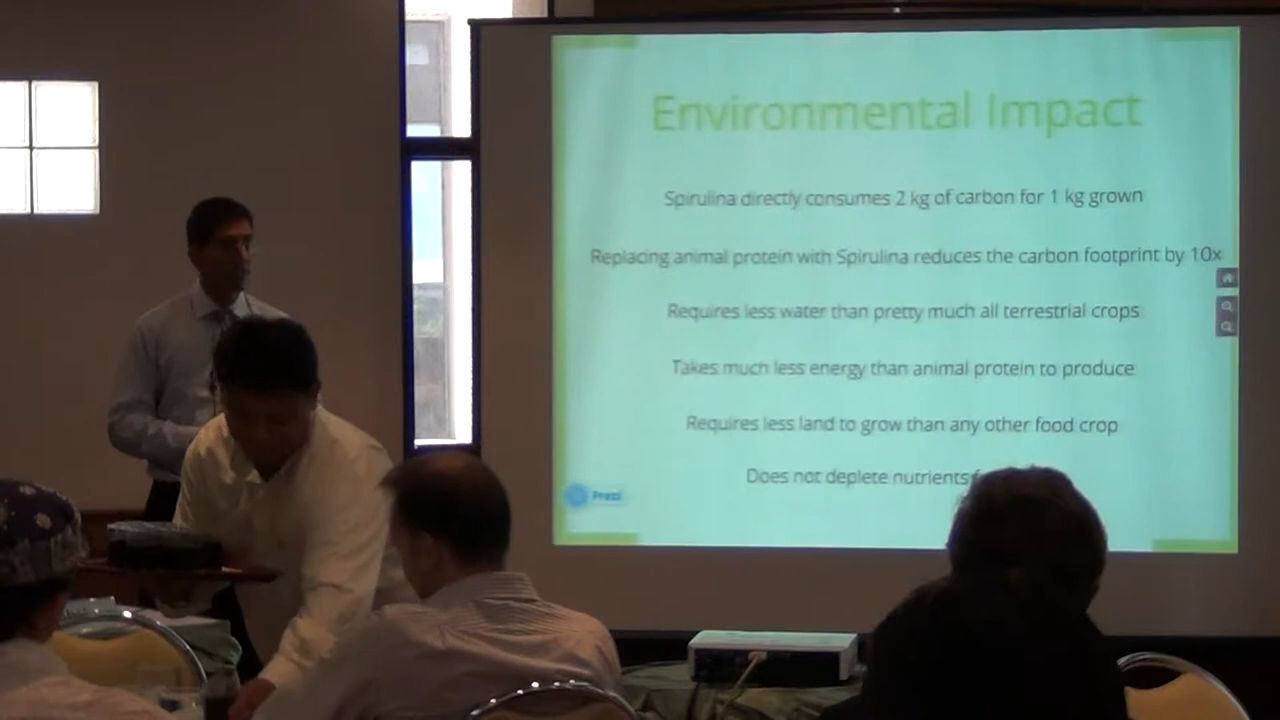 Environmental Impact
Spirulina directly consumes 2 kg of carbon for 1 kg grown
Replacing animal protein with Spirulina reduces the carbon footprint by 10x
Requires less water than pretty much all terrestrial crops
Takes much less energy than animal protein to produce
Requires less land to grow than any other food crop
Does not deplete nutrients
Prezi